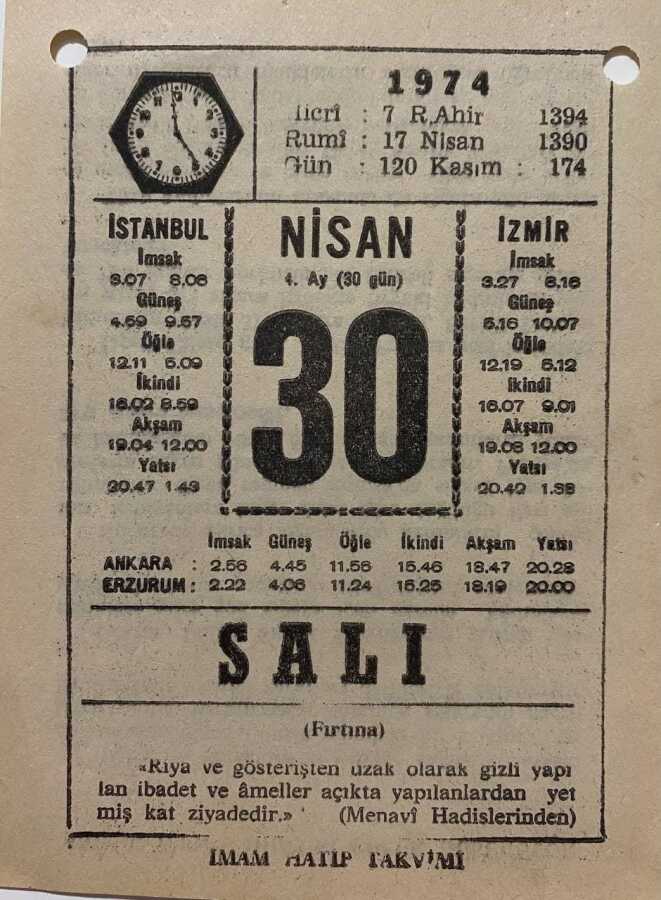 1974
Hicrî : 7 R.Ahir 1394
Rumî : 17 Nisan 1390
Gün : 120 Kasım : 174
İSTANBUL
İmsak
3.07 8.03
Güneş
4.59 9.57
Öğle
12.11 5.09
İkindi
16.02 8.59
Akşam
19.04 12.00
Yatsı
20.47 1.43
NİSAN
4. Ay (30 gün)
30
İZMİR
İmsak
3.27 8.18
Güneş
5.16 10.07
Öğle
12.19 5.12
İkindi
16.07 9.01
Akşam
19.08 12.00
Yatsı
20.42 1.38
İmsak Güneş Öğle İkindi Akşam Yatsı
ANKARA : 2.56 4.45 11.56 15.46 18.47 20.28
ERZURUM : 2.22 4.06 11.24 15.25 18.19 20.00
SALI
(Fırtına)
«Riya ve gösterişten uzak olarak gizli yapı
lan ibadet ve âmeller açıkta yapılanlardan yet
miş kat ziyadedir.» (Menavî Hadislerinden)
İMAM HATİP TAKVİMİ